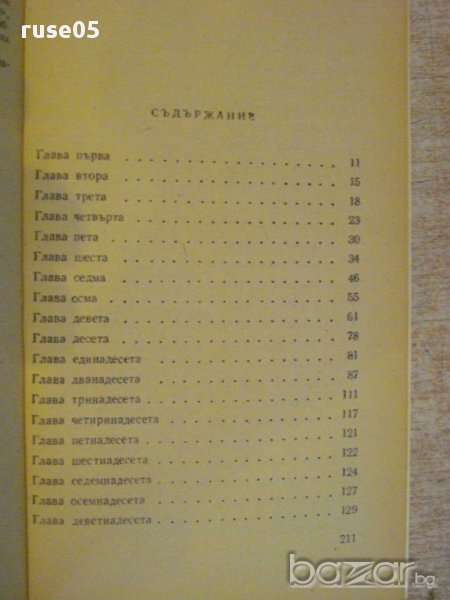 ruse05
СЪДЪРЖАНИЕ
Глава първа . . . . . . . . . . . . . . . 11
Глава втора . . . . . . . . . . . . . . . 15
Глава трета . . . . . . . . . . . . . . . 18
Глава четвърта . . . . . . . . . . . . . . 23
Глава пета . . . . . . . . . . . . . . . 30
Глава шеста . . . . . . . . . . . . . . . 34
Глава седма . . . . . . . . . . . . . . . 46
Глава осма . . . . . . . . . . . . . . . 55
Глава девета . . . . . . . . . . . . . . . 61
Глава десета . . . . . . . . . . . . . . . 78
Глава единадесета . . . . . . . . . . . . . 81
Глава дванадесета . . . . . . . . . . . . . 87
Глава тринадесета . . . . . . . . . . . . . 111
Глава четиринадесета . . . . . . . . . . . . 117
Глава петнадесета . . . . . . . . . . . . . 121
Глава шестнадесета . . . . . . . . . . . . . 122
Глава седемнадесета . . . . . . . . . . . . 124
Глава осемнадесета . . . . . . . . . . . . . 127
Глава деветнадесета . . . . . . . . . . . . 129
211
bazar.bg